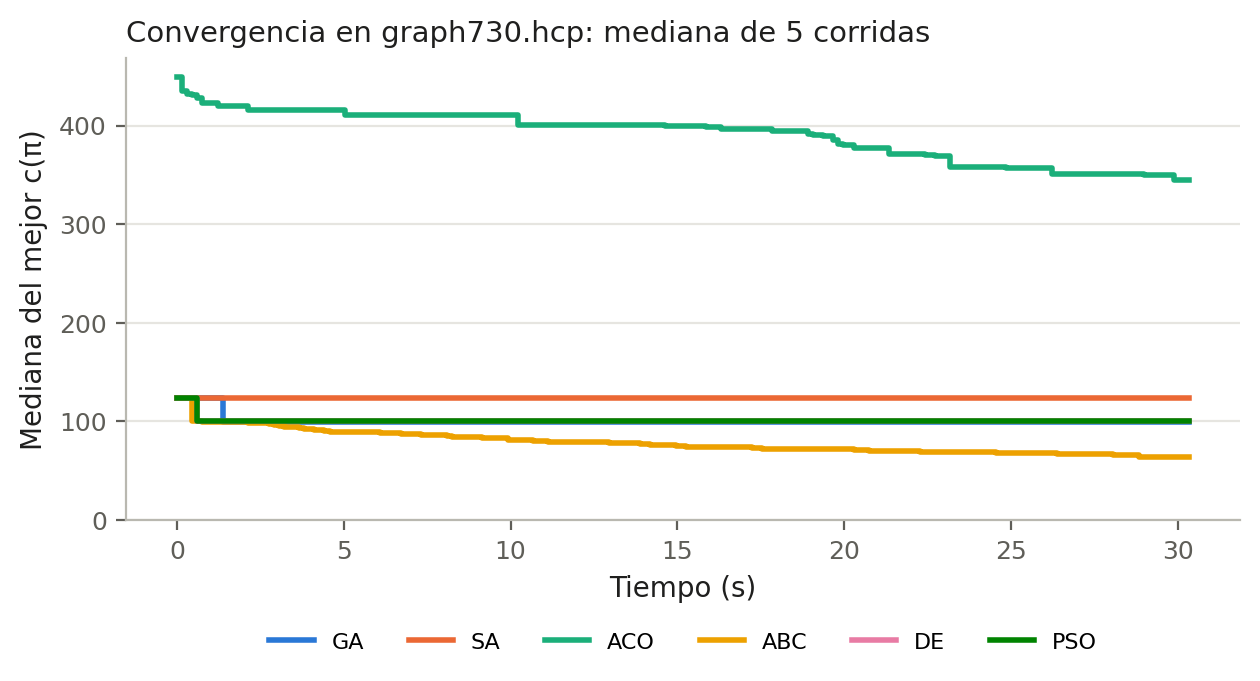 Convergencia en graph730.hcp: mediana de 5 corridas
Mediana del mejor c(π)
400
300
200
100
0
0 5 10 15 20 25 30
Tiempo (s)
GA SA ACO ABC DE PSO